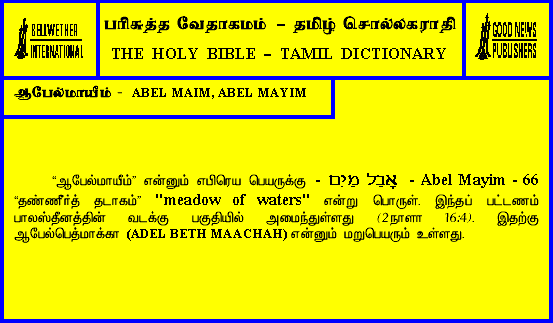 BELLWETHER
INTERNATIONAL
பரிசுத்த வேதாகமம் – தமிழ் சொல்லகராதி
THE HOLY BIBLE – TAMIL DICTIONARY
GOOD NEWS
PUBLISHERS
ஆபேல்மாயீம் - ABEL MAIM, ABEL MAYIM
“ஆபேல்மாயீம்” என்னும் எபிரெய பெயருக்கு - אָבֵל מַיִם - Abel Mayim - 66
“தண்ணீர்த் தடாகம்” "meadow of waters" என்று பொருள். இந்தப் பட்டணம்
பாலஸ்தீனத்தின் வடக்கு பகுதியில் அமைந்துள்ளது (2நாளா 16:4). இதற்கு
ஆபேல்பெத்மாக்கா (ADEL BETH MAACHAH) என்னும் மறுபெயரும் உள்ளது.